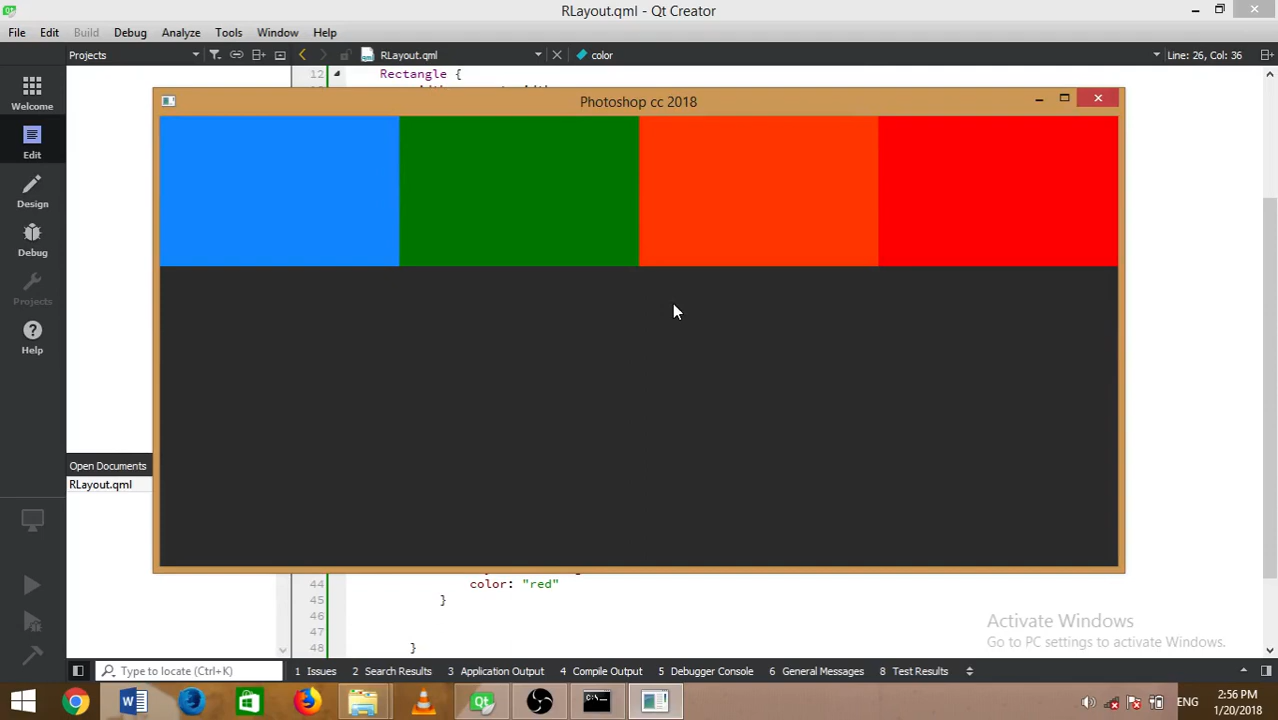 RLayout.qml - Qt Creator
File Edit Build Debug Analyze Tools Window Help
Projects RLayout.qml color Line: 26, Col: 36
12 Rectangle {
Photoshop cc 2018
Welcome
Edit
Design
Debug
Projects
Help
Open Documents
RLayout.qml
44 color: "red"
45 }
46
47
48 }
Activate Windows
Go to PC settings to activate Windows.
Type to locate (Ctrl+K) 1 Issues 2 Search Results 3 Application Output 4 Compile Output 5 Debugger Console 6 General Messages 8 Test Results
ENG 2:56 PM
1/20/2018